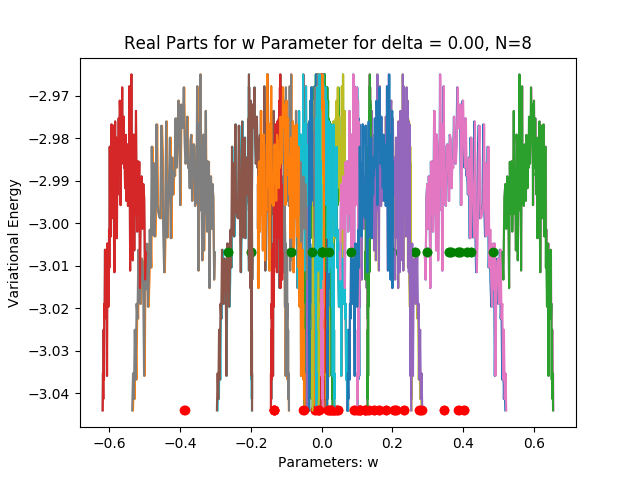 Real Parts for w Parameter for delta = 0.00, N=8
−2.97
−2.98
−2.99
−3.00
−3.01
−3.02
−3.03
−3.04
Variational Energy
−0.6 −0.4 −0.2 0.0 0.2 0.4 0.6
Parameters: w